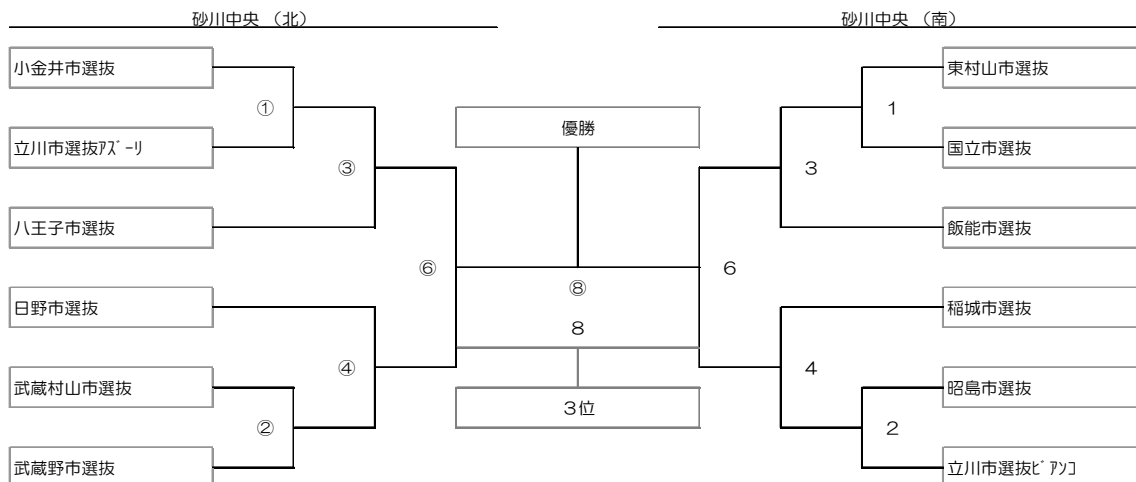 砂川中央 （北）
砂川中央 （南）
小金井市選抜
立川市選抜ｱｽﾞｰﾘ
八王子市選抜
日野市選抜
武蔵村山市選抜
武蔵野市選抜
①
③
⑥
④
②
優勝
⑧
8
3位
1
3
6
4
2
東村山市選抜
国立市選抜
飯能市選抜
稲城市選抜
昭島市選抜
立川市選抜ﾋﾞｱﾝｺ